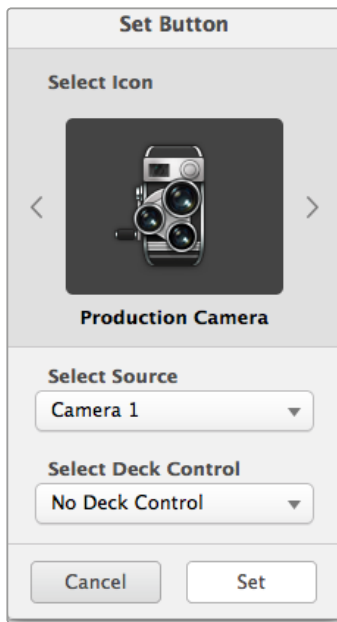 Set Button
Select Icon
Production Camera
Select Source
Camera 1
Select Deck Control
No Deck Control
Cancel
Set